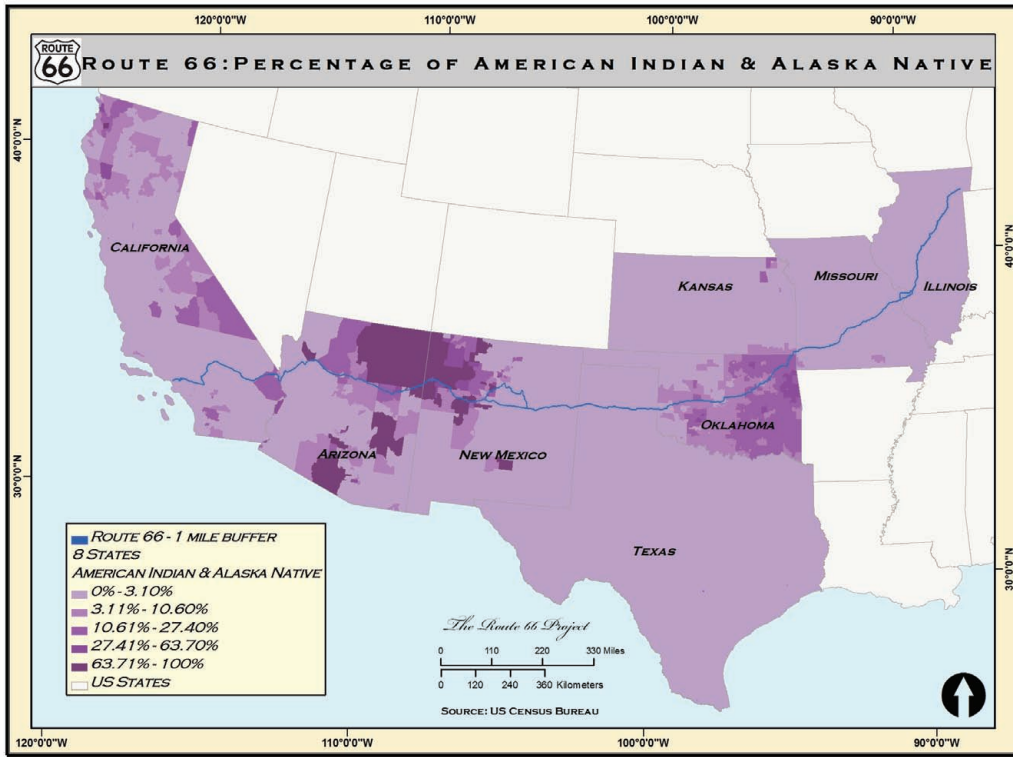 120°0'0"W 110°0'0"W 100°0'0"W 90°0'0"W
ROUTE
66
ROUTE 66:PERCENTAGE OF AMERICAN INDIAN & ALASKA NATIVE
40°0'0"N
40°0'0"N
CALIFORNIA
KANSAS
MISSOURI
ILLINOIS
OKLAHOMA
ARIZONA
NEW MEXICO
30°0'0"N
TEXAS
30°0'0"N
ROUTE 66 - 1 MILE BUFFER
8 STATES
AMERICAN INDIAN & ALASKA NATIVE
0% - 3.10%
3.11% - 10.60%
10.61% - 27.40%
27.41% - 63.70%
63.71% - 100%
US STATES
The Route 66 Project
0 110 220 330 Miles
0 120 240 360 Kilometers
SOURCE: US CENSUS BUREAU
120°0'0"W 110°0'0"W 100°0'0"W 90°0'0"W